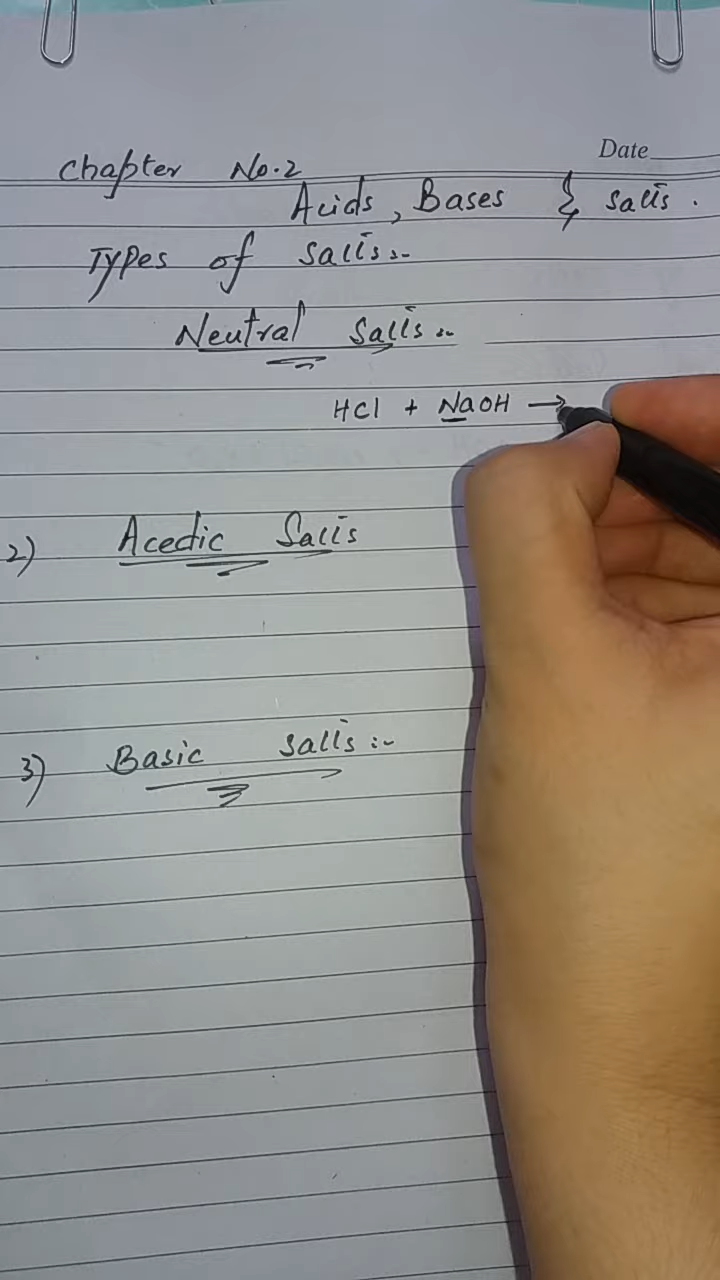 Date
Chapter No.2
Acids, Bases & Salts.
Types of Salts:-
Neutral Salts:-
HCl + NaOH →
2) Acedic Salts
3) Basic Salts:-